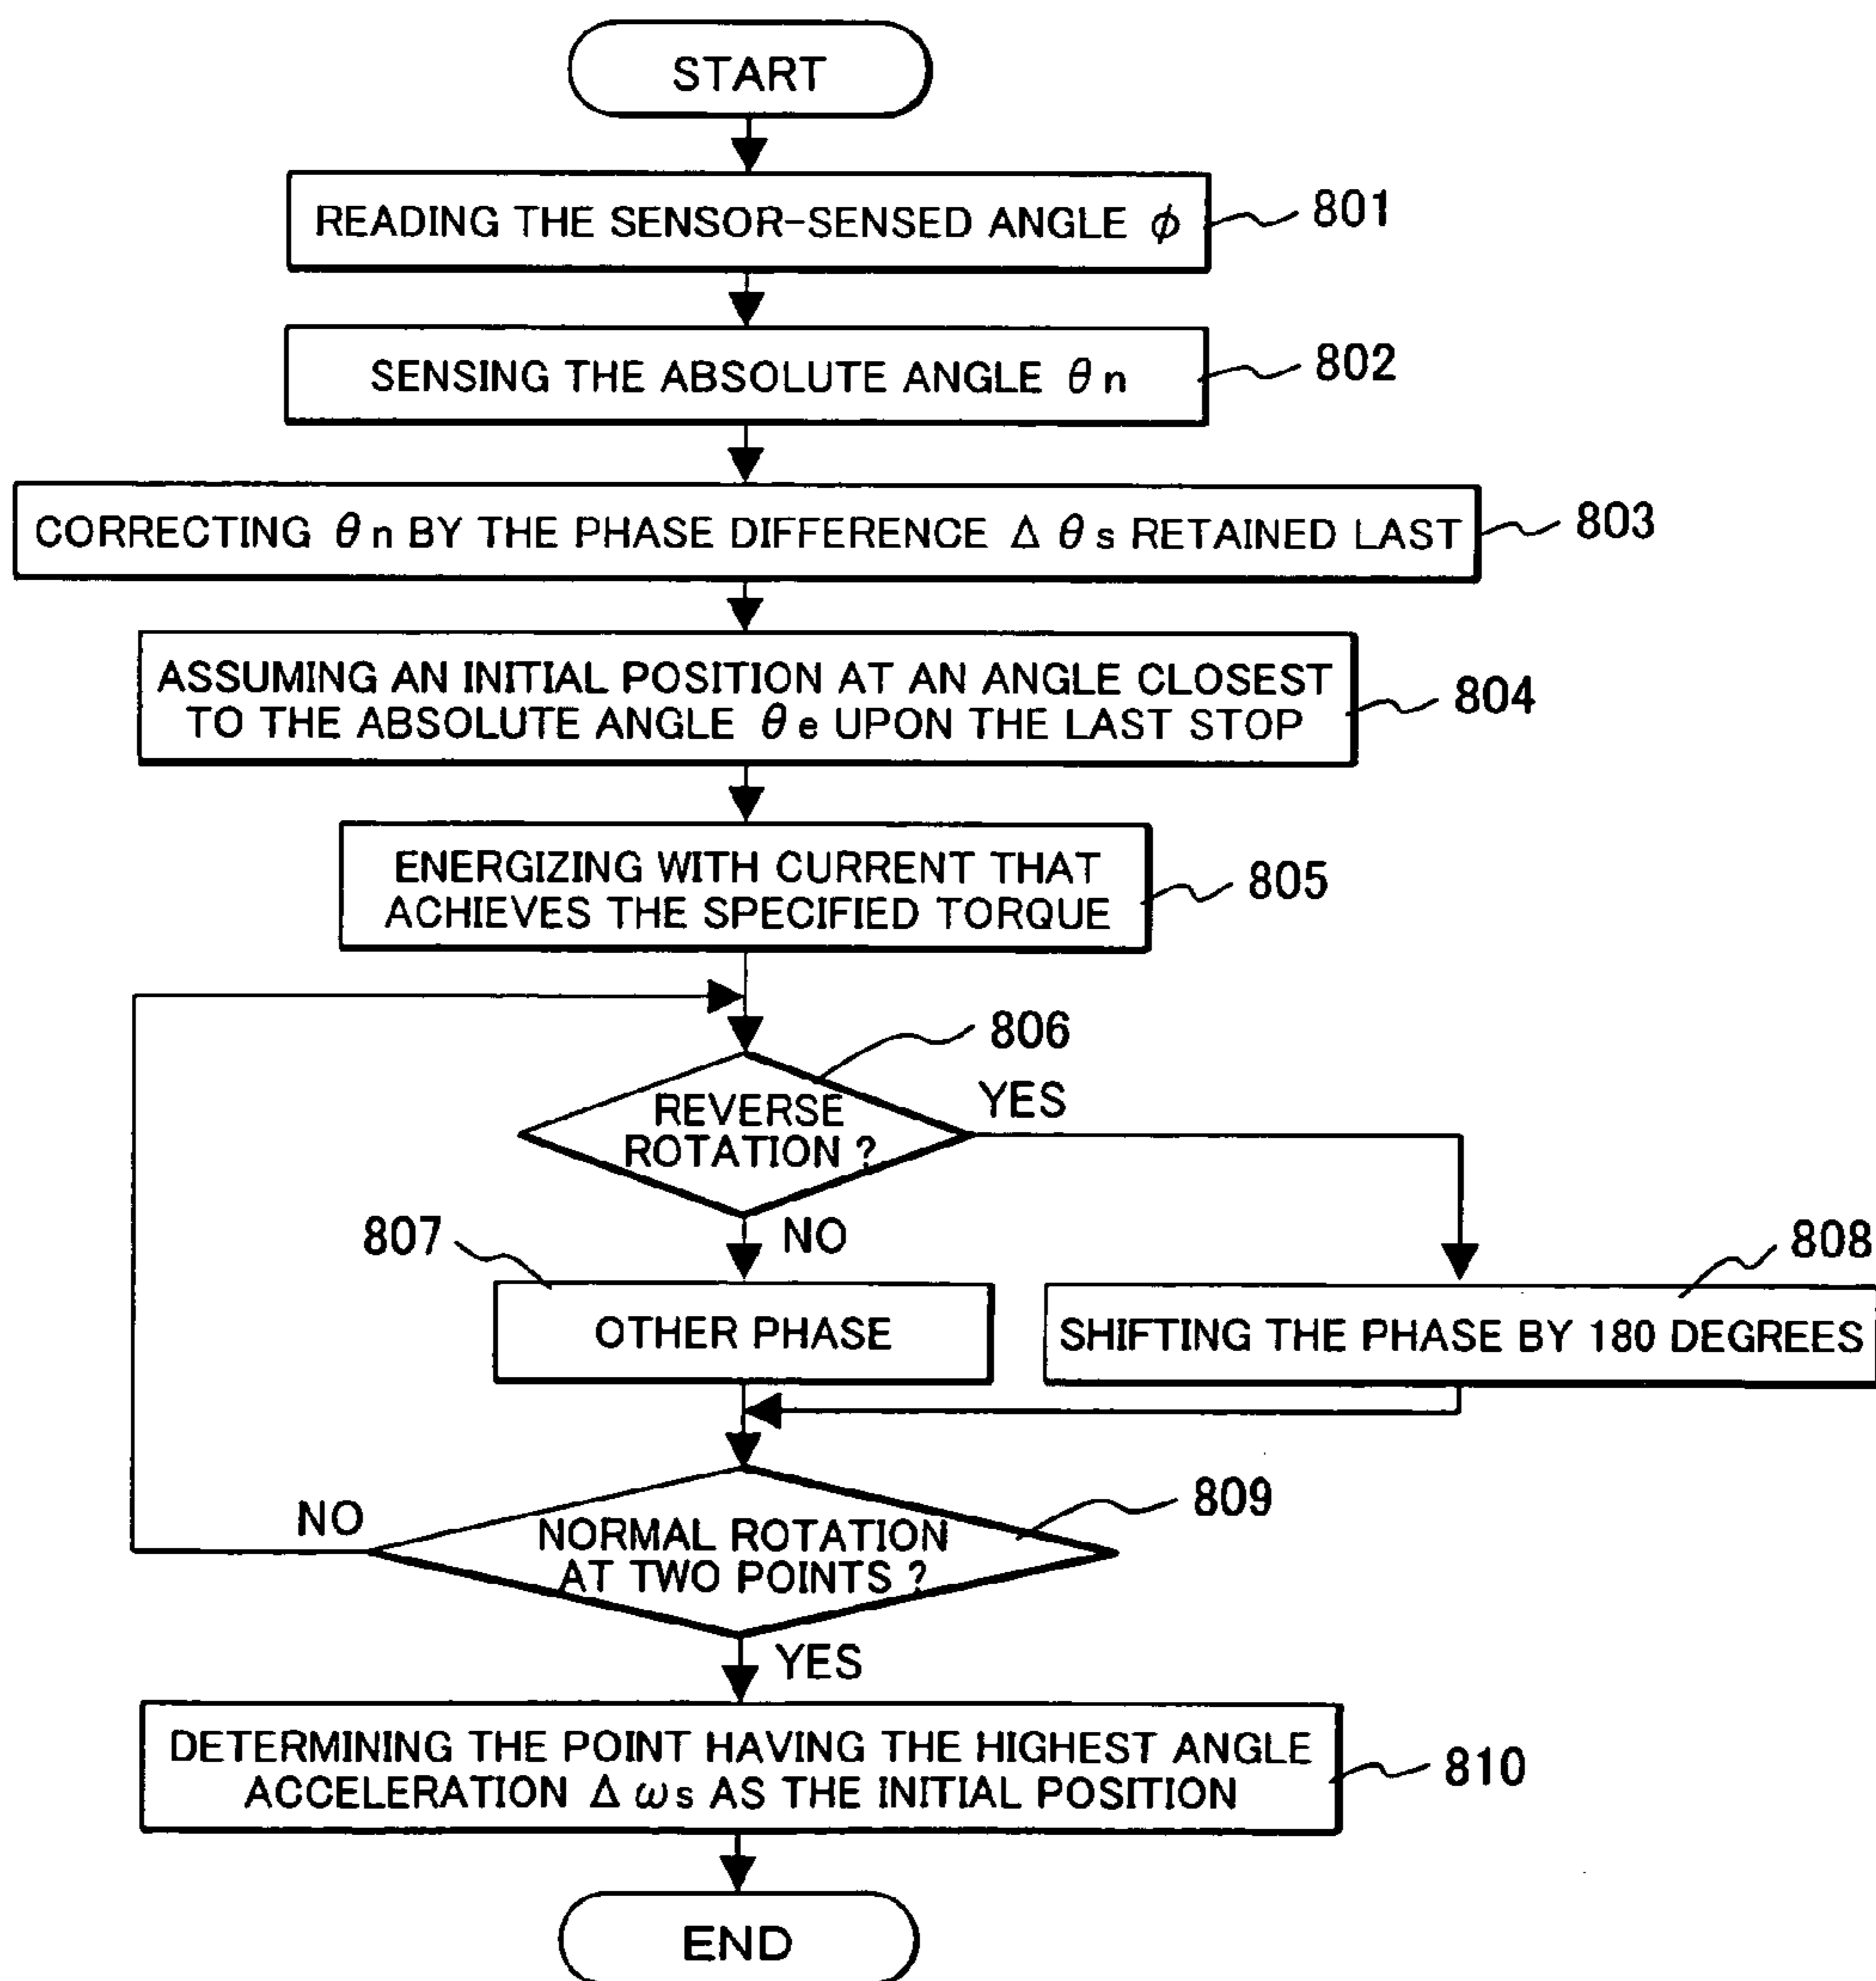 START
READING THE SENSOR-SENSED ANGLE ϕ
801
SENSING THE ABSOLUTE ANGLE θn
802
CORRECTING θn BY THE PHASE DIFFERENCE Δθs RETAINED LAST
803
ASSUMING AN INITIAL POSITION AT AN ANGLE CLOSEST
TO THE ABSOLUTE ANGLE θe UPON THE LAST STOP
804
ENERGIZING WITH CURRENT THAT
ACHIEVES THE SPECIFIED TORQUE
805
806
REVERSE
ROTATION ?
YES
NO
807
OTHER PHASE
808
SHIFTING THE PHASE BY 180 DEGREES
809
NORMAL ROTATION
AT TWO POINTS ?
NO
YES
DETERMINING THE POINT HAVING THE HIGHEST ANGLE
ACCELERATION Δωs AS THE INITIAL POSITION
810
END